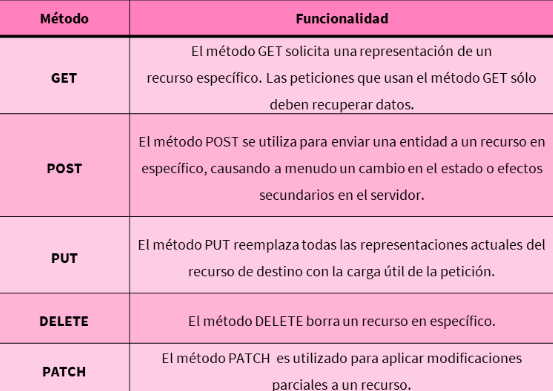 Método Funcionalidad
GET
El método GET solicita una representación de un
recurso específico. Las peticiones que usan el método GET sólo
deben recuperar datos.
POST
El método POST se utiliza para enviar una entidad a un recurso en
específico, causando a menudo un cambio en el estado o efectos
secundarios en el servidor.
PUT
El método PUT reemplaza todas las representaciones actuales del
recurso de destino con la carga útil de la petición.
DELETE
El método DELETE borra un recurso en específico.
PATCH
El método PATCH es utilizado para aplicar modificaciones
parciales a un recurso.